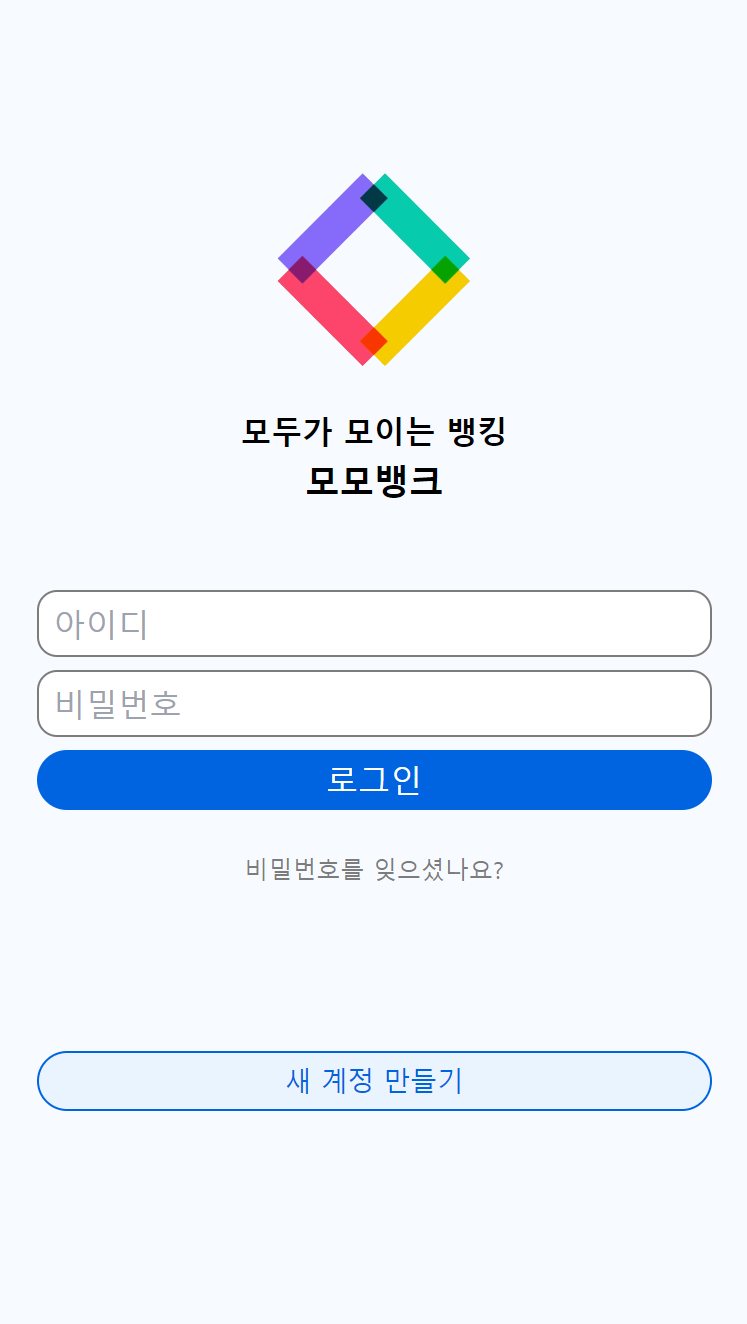 모두가 모이는 뱅킹
모모뱅크
아이디
비밀번호
로그인
비밀번호를 잊으셨나요?
새 계정 만들기